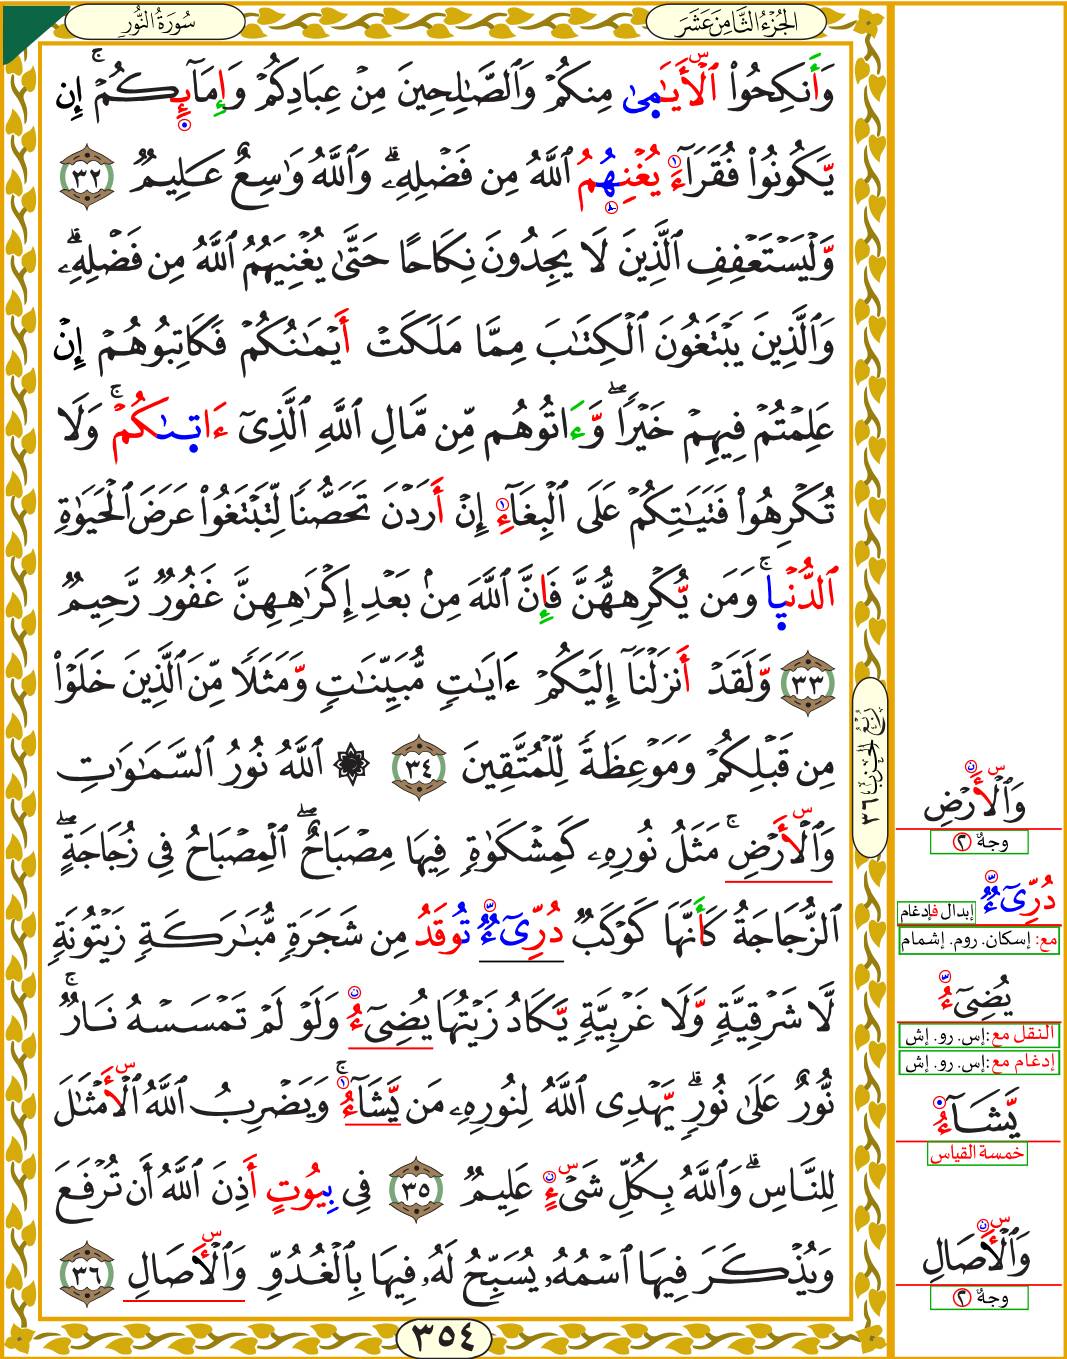 الجُزْءُ الثَّامِنَ عَشَرَ
سُورَةُ النُّور
وَأَنكِحُوا۟ ٱلْأَيَـٰمَىٰ مِنكُمْ وَٱلصَّـٰلِحِينَ مِنْ عِبَادِكُمْ وَإِمَآئِكُمْ ۚ إِن
يَّكُونُوا۟ فُقَرَآءَ يُغْنِهُمُ ٱللَّهُ مِن فَضْلِهِۦ ۗ وَٱللَّهُ وَٰسِعٌ عَلِيمٌ ٣٢
وَّلْيَسْتَعْفِفِ ٱلَّذِينَ لَا يَجِدُونَ نِكَاحًا حَتَّىٰ يُغْنِيَهُمُ ٱللَّهُ مِن فَضْلِهِۦ ۗ
وَٱلَّذِينَ يَبْتَغُونَ ٱلْكِتَـٰبَ مِمَّا مَلَكَتْ أَيْمَـٰنُكُمْ فَكَاتِبُوهُمْ إِنْ
عَلِمْتُمْ فِيهِمْ خَيْرًا ۖ وَّءَاتُوهُم مِّن مَّالِ ٱللَّهِ ٱلَّذِىٓ ءَاتَىٰكُمْ ۚ وَلَا
تُكْرِهُوا۟ فَتَيَـٰتِكُمْ عَلَى ٱلْبِغَآءِ إِنْ أَرَدْنَ تَحَصُّنًا لِّتَبْتَغُوا۟ عَرَضَ ٱلْحَيَوٰةِ
ٱلدُّنْيَا ۚ وَمَن يُّكْرِههُّنَّ فَإِنَّ ٱللَّهَ مِنۢ بَعْدِ إِكْرَٰهِهِنَّ غَفُورٌ رَّحِيمٌ
٣٣ وَّلَقَدْ أَنزَلْنَآ إِلَيْكُمْ ءَايَـٰتٍ مُّبَيِّنَـٰتٍ وَّمَثَلًا مِّنَ ٱلَّذِينَ خَلَوْا۟
مِن قَبْلِكُمْ وَمَوْعِظَةً لِّلْمُتَّقِينَ ٣٤ ۞ ٱللَّهُ نُورُ ٱلسَّمَـٰوَٰتِ
وَٱلْأَرْضِ ۚ مَثَلُ نُورِهِۦ كَمِشْكَوٰةٍ فِيهَا مِصْبَاحٌ ۖ ٱلْمِصْبَاحُ فِى زُجَاجَةٍ ۖ
ٱلزُّجَاجَةُ كَأَنَّهَا كَوْكَبٌ دُرِّىٓءٌ تُوقَدُ مِن شَجَرَةٍ مُّبَـٰرَكَةٍ زَيْتُونَةٍ
لَّا شَرْقِيَّةٍ وَّلَا غَرْبِيَّةٍ يَّكَادُ زَيْتُهَا يُضِىٓءُ وَلَوْ لَمْ تَمْسَسْهُ نَارٌ ۚ
نُّورٌ عَلَىٰ نُورٍ ۗ يَّهْدِى ٱللَّهُ لِنُورِهِۦ مَن يَّشَآءُ ۚ وَيَضْرِبُ ٱللَّهُ ٱلْأَمْثَـٰلَ
لِلنَّاسِ ۗ وَٱللَّهُ بِكُلِّ شَىْءٍ عَلِيمٌ ٣٥ فِى بِيُوتٍ أَذِنَ ٱللَّهُ أَن تُرْفَعَ
وَيُذْكَرَ فِيهَا ٱسْمُهُۥ يُسَبِّحُ لَهُۥ فِيهَا بِٱلْغُدُوِّ وَٱلْـَٔاصَالِ ٣٦
٣٥٤
رُبْعُ الحِزْب ٣٦
وَٱلْأَرْضِ
وجهٌ ٢
دُرِّىٓءٌ
إبدال فإدغام
مع: إسكان. روم. إشمام
يُضِىٓءُ
النقل مع: إس. رو. إش
إدغام مع: إس. رو. إش
يَّشَآءُ
خمسة القياس
وَٱلْـَٔاصَالِ
وجهٌ ٢